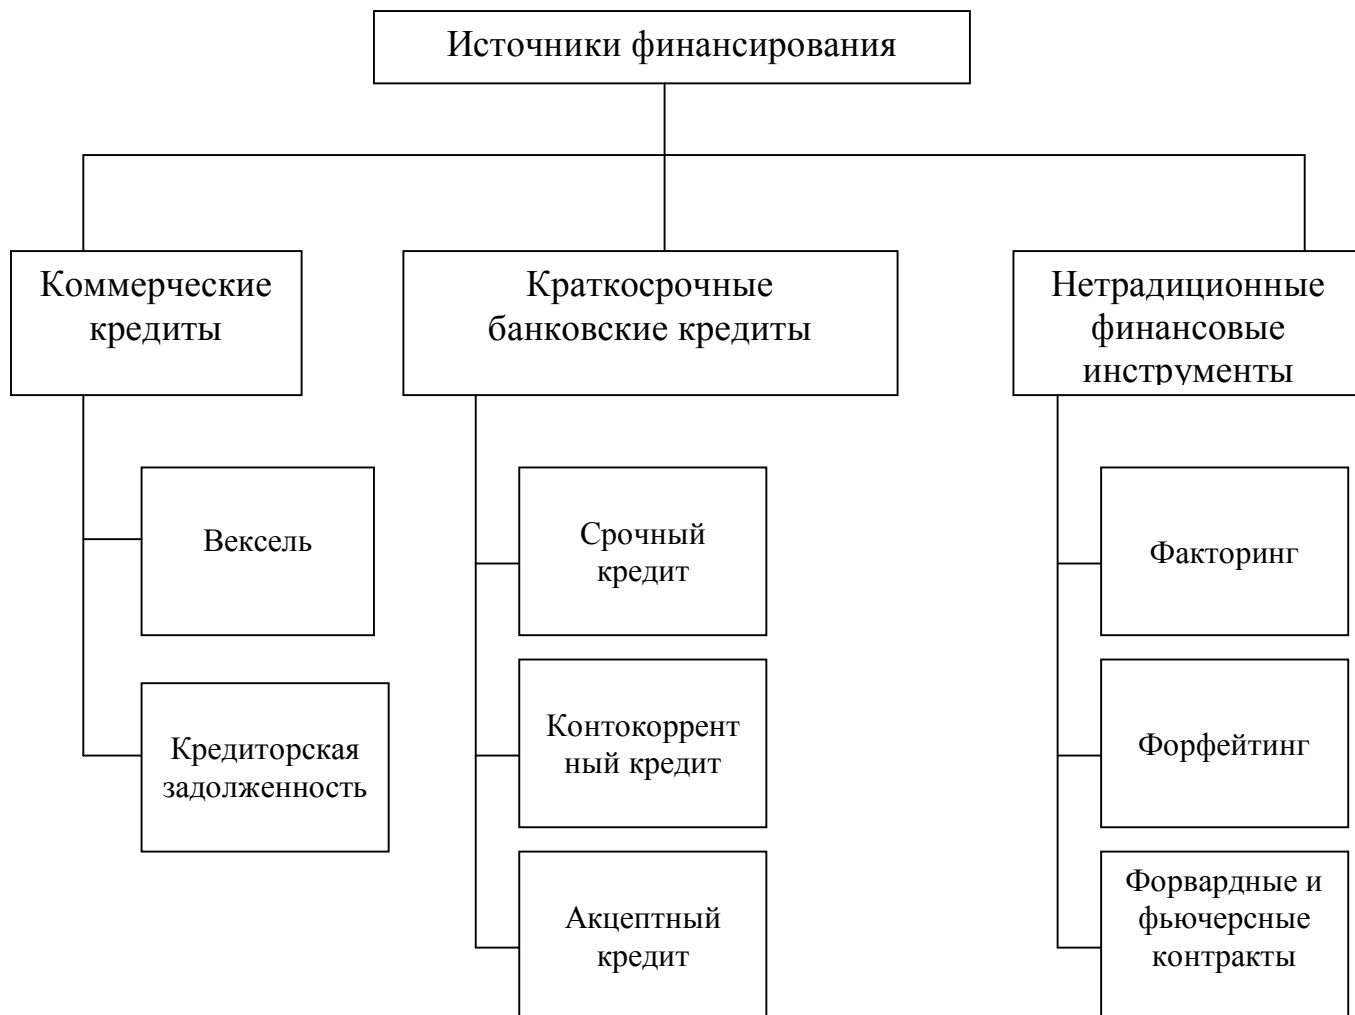 Источники финансирования
Коммерческие
кредиты
Краткосрочные
банковские кредиты
Нетрадиционные
финансовые
инструменты
Вексель
Кредиторская
задолженность
Срочный
кредит
Контокоррент
ный кредит
Акцептный
кредит
Факторинг
Форфейтинг
Форвардные и
фьючерсные
контракты